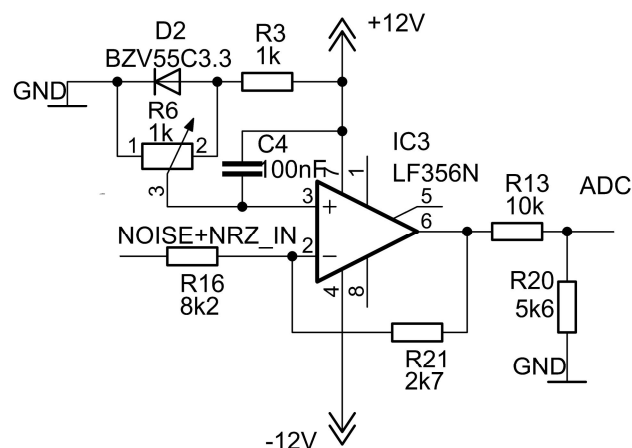 D2
BZV55C3.3
R3
1k
+12V
GND
R6
1k
1
2
3
C4
100nF
7
1
IC3
LF356N
3
+
5
6
R13
10k
ADC
NOISE+NRZ_IN
2
-
R16
8k2
4
8
R20
5k6
R21
2k7
GND
-12V